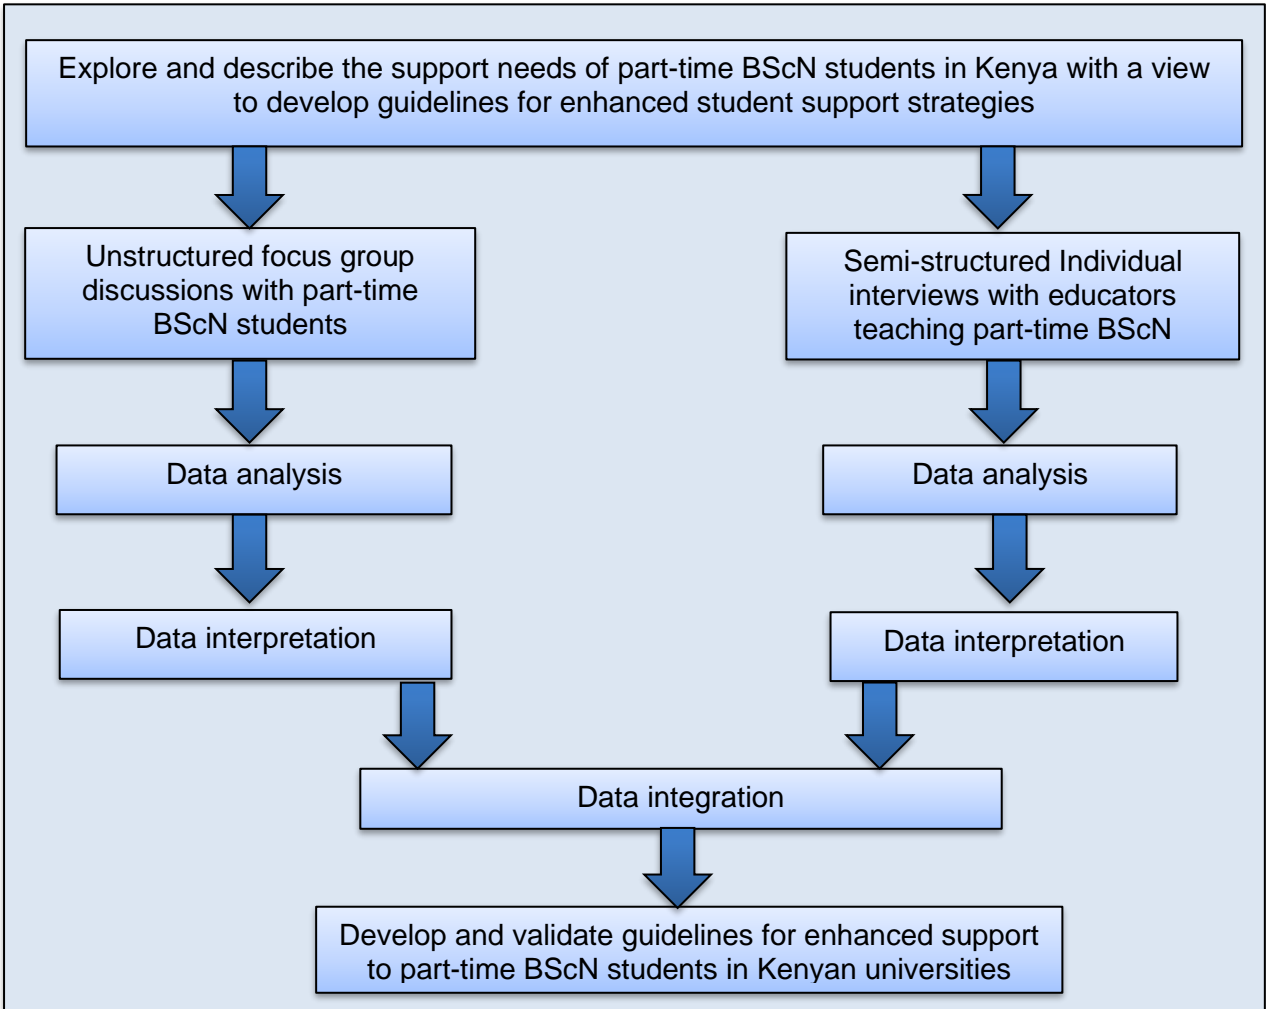 Explore and describe the support needs of part-time BScN students in Kenya with a view
to develop guidelines for enhanced student support strategies
Unstructured focus group
discussions with part-time
BScN students
Semi-structured Individual
interviews with educators
teaching part-time BScN
Data analysis
Data analysis
Data interpretation
Data interpretation
Data integration
Develop and validate guidelines for enhanced support
to part-time BScN students in Kenyan universities